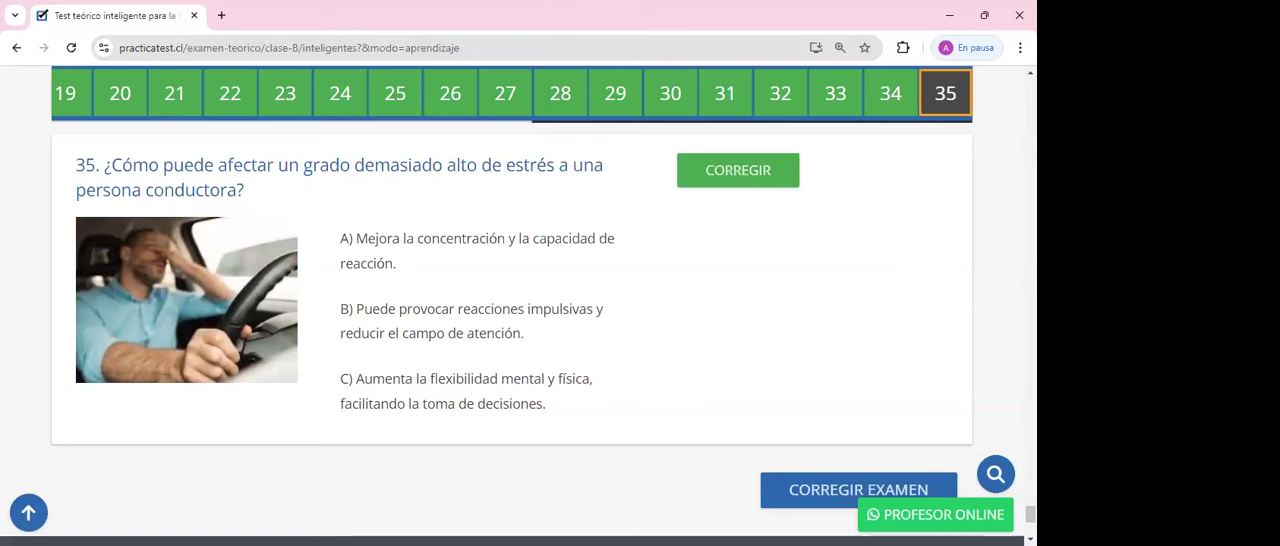 Test teórico inteligente para la
practicatest.cl/examen-teorico/clase-B/inteligentes?&modo=aprendizaje
A
En pausa
19 20 21 22 23 24 25 26 27 28 29 30 31 32 33 34 35
35. ¿Cómo puede afectar un grado demasiado alto de estrés a una
persona conductora?
CORREGIR
A) Mejora la concentración y la capacidad de
reacción.
B) Puede provocar reacciones impulsivas y
reducir el campo de atención.
C) Aumenta la flexibilidad mental y física,
facilitando la toma de decisiones.
CORREGIR EXAMEN
PROFESOR ONLINE